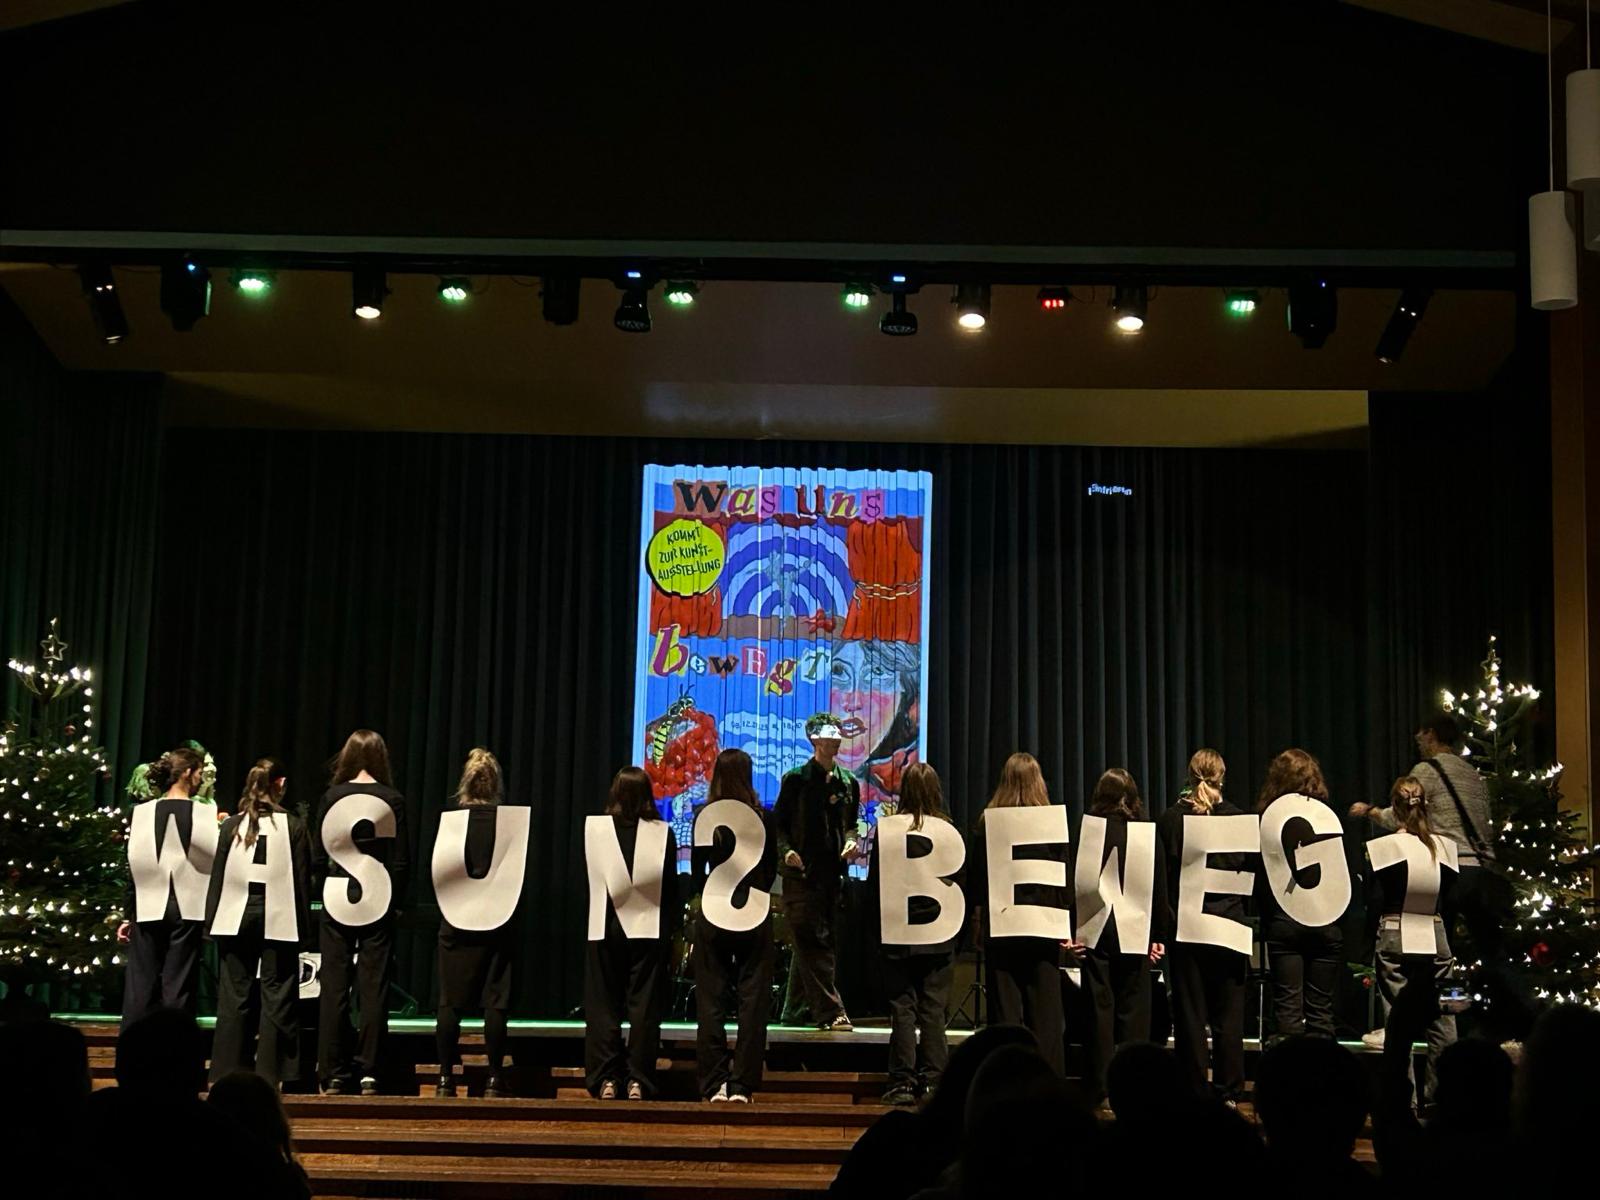 Was Uns
KOMMT
ZUR KUNST-
AUSSTELLUNG
bewEgT
WAS UNS BEWEGT